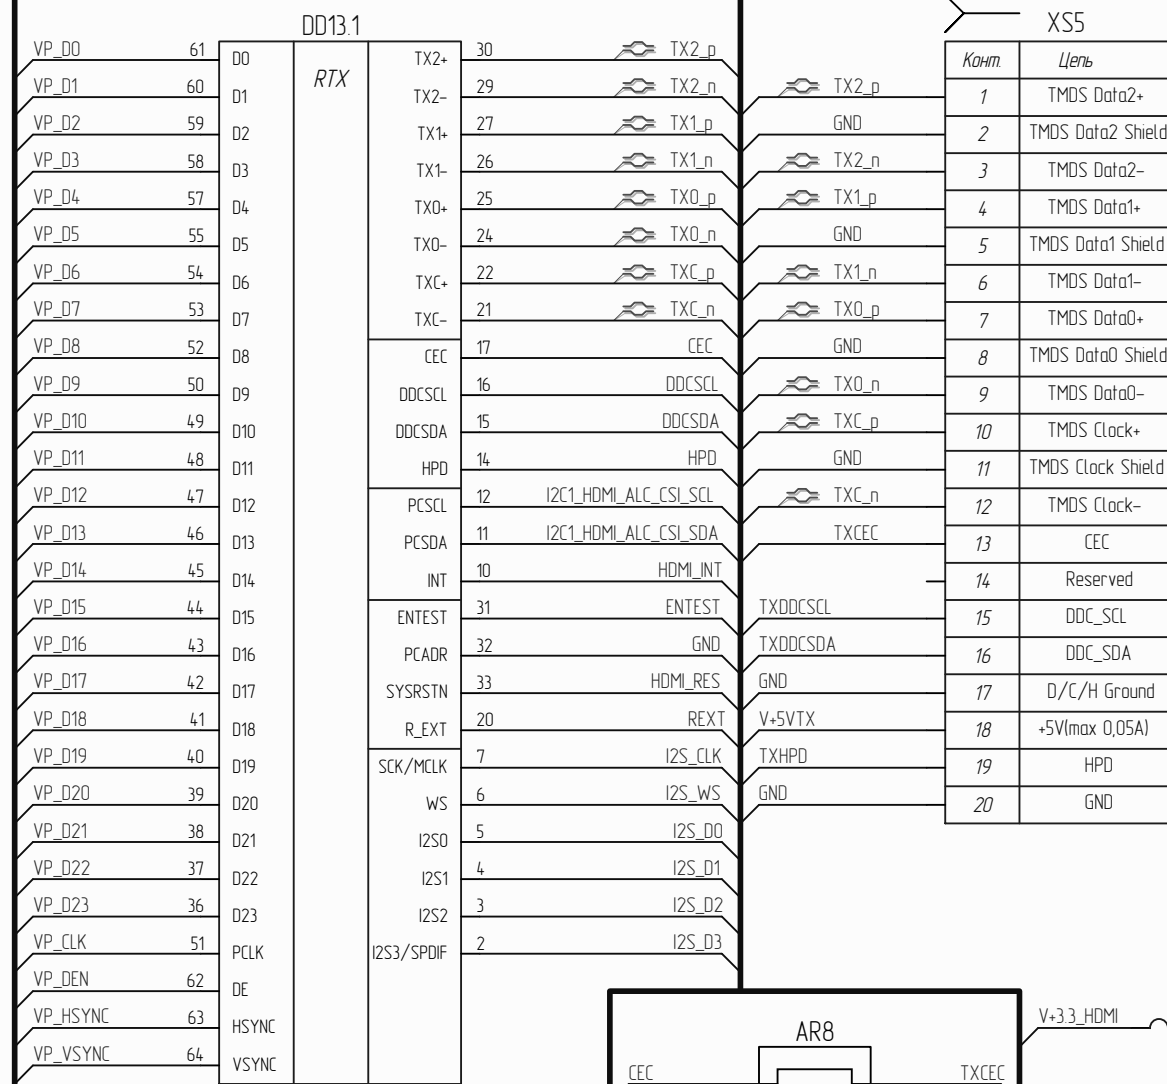 DD13.1
RTX
VP_D0 61 D0 TX2+ 30 TX2_p
VP_D1 60 D1 TX2- 29 TX2_n
VP_D2 59 D2 TX1+ 27 TX1_p
VP_D3 58 D3 TX1- 26 TX1_n
VP_D4 57 D4 TX0+ 25 TX0_p
VP_D5 55 D5 TX0- 24 TX0_n
VP_D6 54 D6 TXC+ 22 TXC_p
VP_D7 53 D7 TXC- 21 TXC_n
VP_D8 52 D8 CEC 17 CEC
VP_D9 50 D9 DDCSCL 16 DDCSCL
VP_D10 49 D10 DDCSDA 15 DDCSDA
VP_D11 48 D11 HPD 14 HPD
VP_D12 47 D12 PCSCL 12 I2C1_HDMI_ALC_CSI_SCL
VP_D13 46 D13 PCSDA 11 I2C1_HDMI_ALC_CSI_SDA
VP_D14 45 D14 INT 10 HDMI_INT
VP_D15 44 D15 ENTEST 31 ENTEST
VP_D16 43 D16 PCADR 32 GND
VP_D17 42 D17 SYSRSTN 33 HDMI_RES
VP_D18 41 D18 R_EXT 20 REXT
VP_D19 40 D19 SCK/MCLK 7 I2S_CLK
VP_D20 39 D20 WS 6 I2S_WS
VP_D21 38 D21 I2S0 5 I2S_D0
VP_D22 37 D22 I2S1 4 I2S_D1
VP_D23 36 D23 I2S2 3 I2S_D2
VP_CLK 51 PCLK I2S3/SPDIF 2 I2S_D3
VP_DEN 62 DE
VP_HSYNC 63 HSYNC
VP_VSYNC 64 VSYNC
XS5
Конт. Цепь
TX2_p 1 TMDS Data2+
GND 2 TMDS Data2 Shield
TX2_n 3 TMDS Data2-
TX1_p 4 TMDS Data1+
GND 5 TMDS Data1 Shield
TX1_n 6 TMDS Data1-
TX0_p 7 TMDS Data0+
GND 8 TMDS Data0 Shield
TX0_n 9 TMDS Data0-
TXC_p 10 TMDS Clock+
GND 11 TMDS Clock Shield
TXC_n 12 TMDS Clock-
TXCEC 13 CEC
14 Reserved
TXDDCSCL 15 DDC_SCL
TXDDCSDA 16 DDC_SDA
GND 17 D/C/H Ground
V+5VTX 18 +5V(max 0,05A)
TXHPD 19 HPD
GND 20 GND
AR8
CEC TXCEC
V+3.3_HDMI